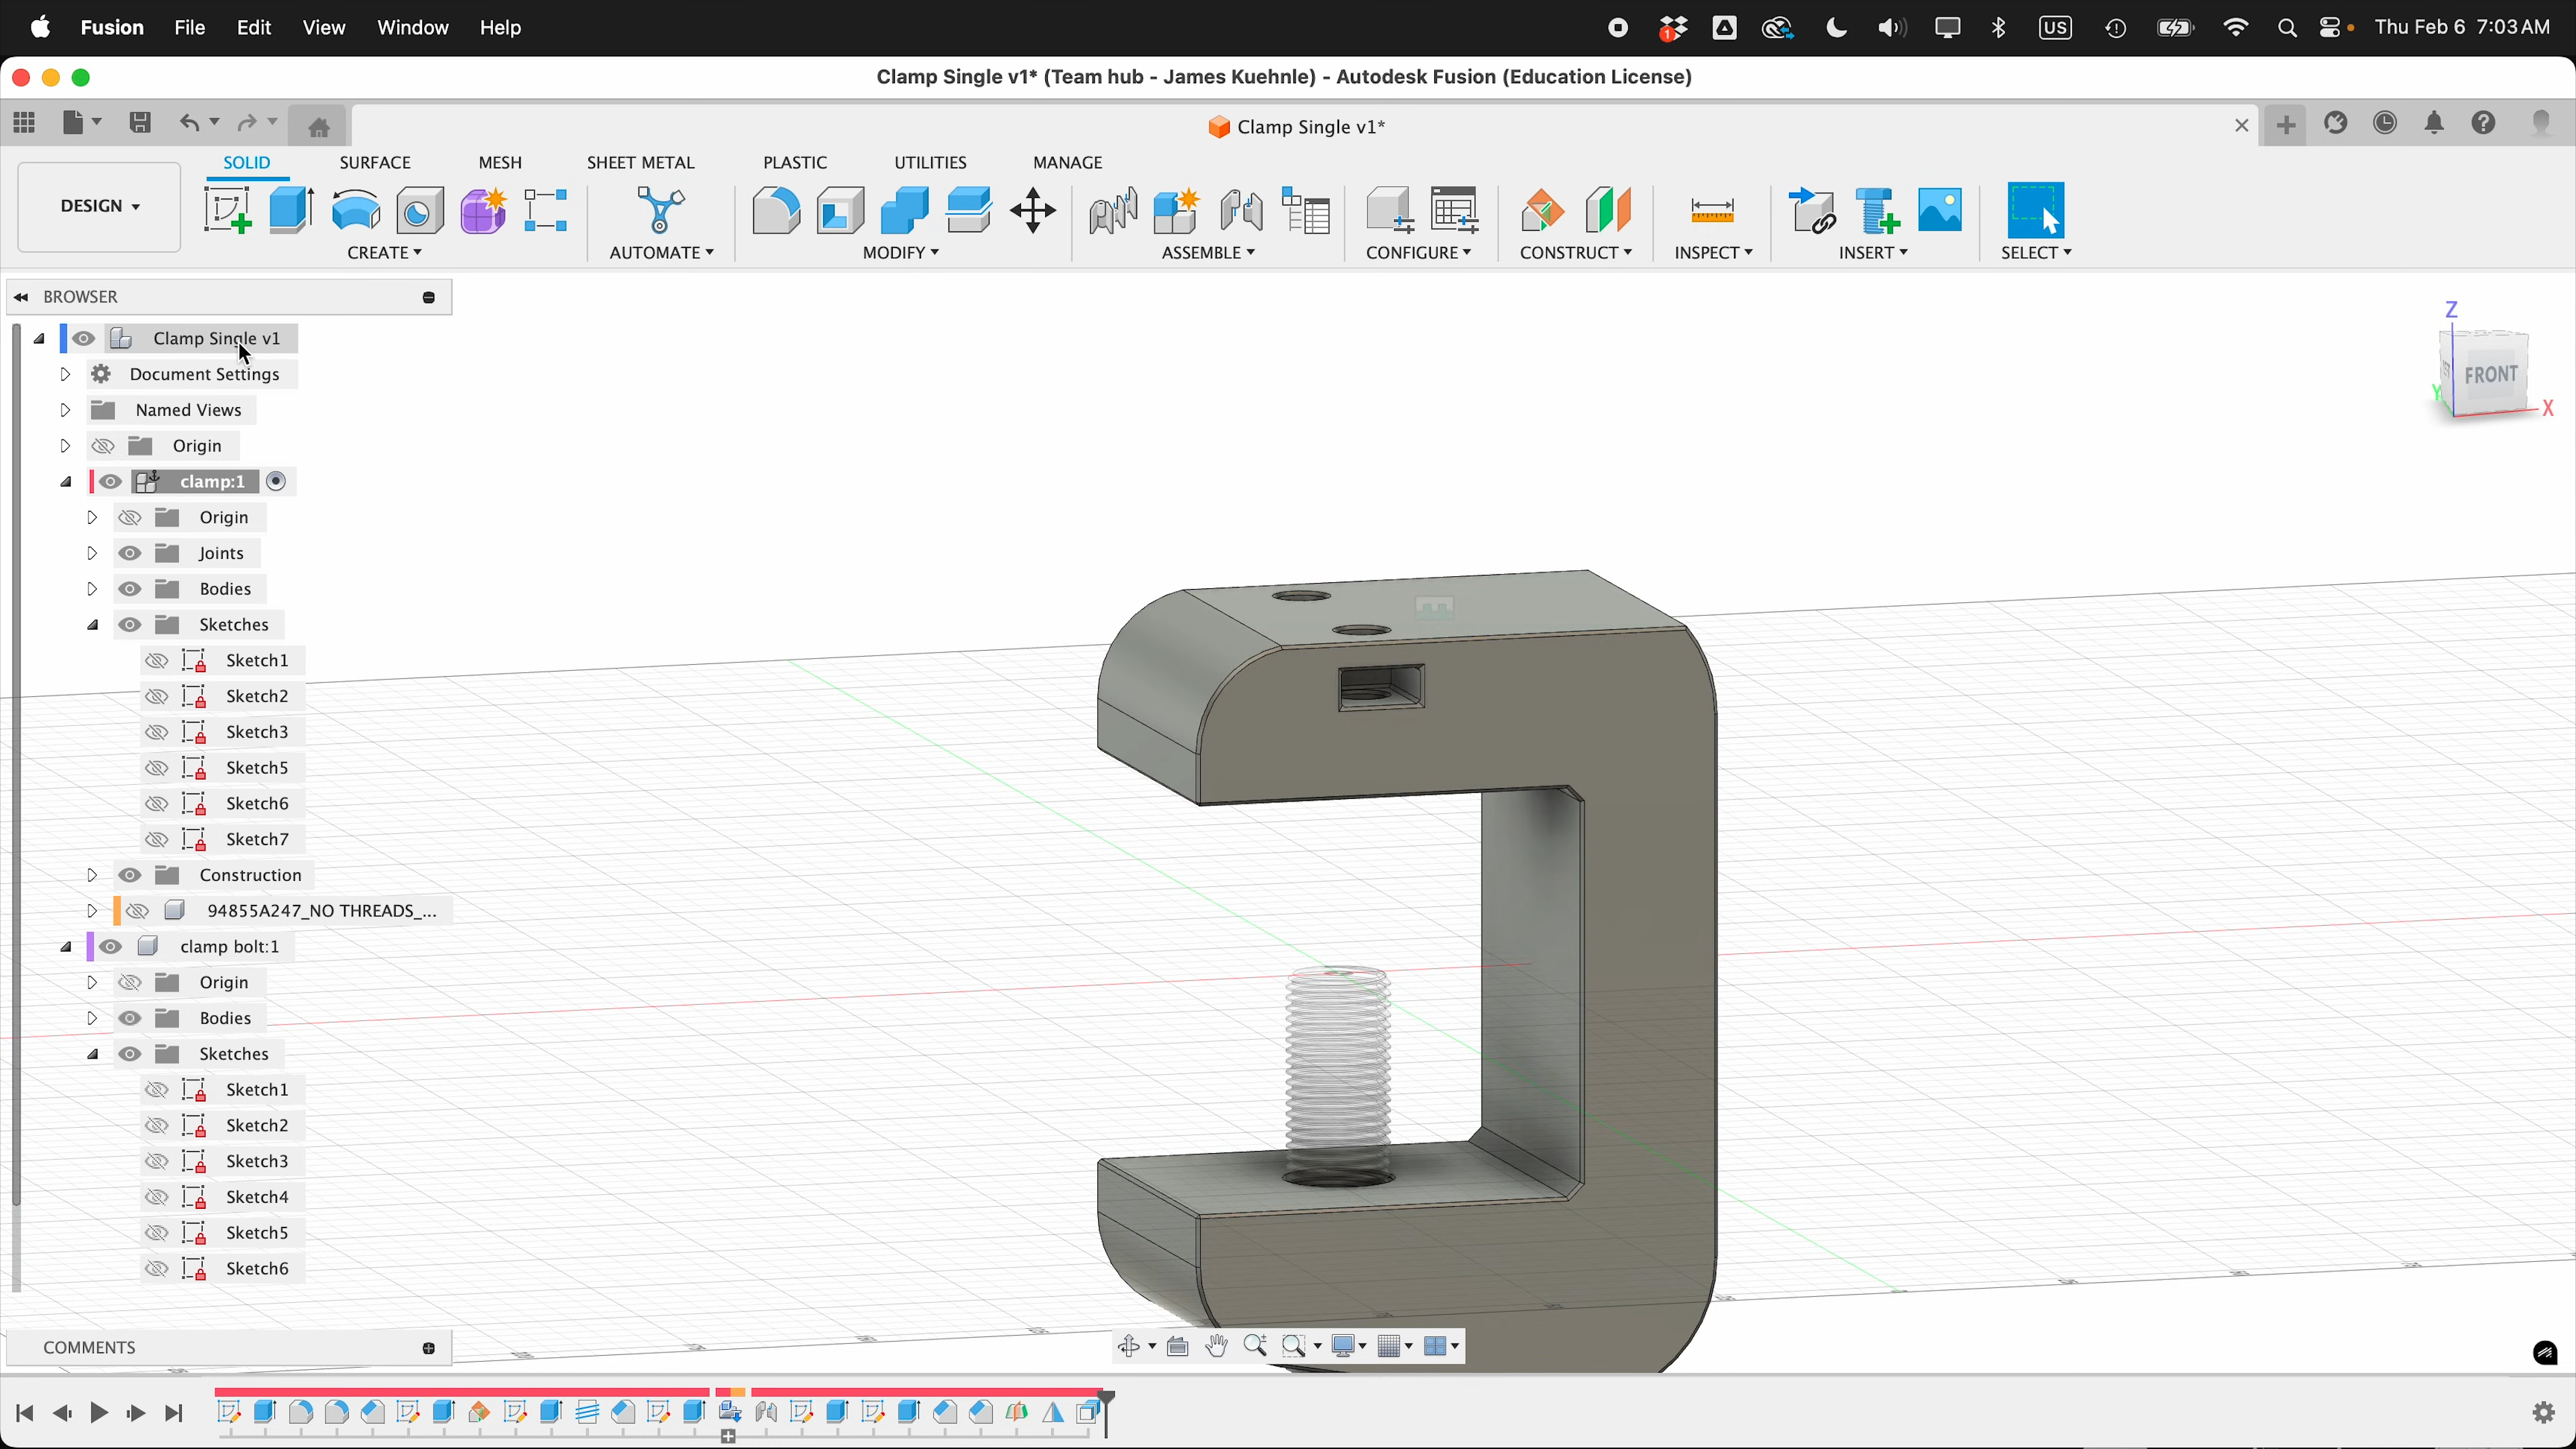 Fusion File Edit View Window Help
1
US
Thu Feb 6 7:03 AM
Clamp Single v1* (Team hub - James Kuehnle) - Autodesk Fusion (Education License)
Clamp Single v1*
SOLID SURFACE MESH SHEET METAL PLASTIC UTILITIES MANAGE
DESIGN
CREATE AUTOMATE MODIFY ASSEMBLE CONFIGURE CONSTRUCT INSPECT INSERT SELECT
BROWSER
Clamp Single v1
Document Settings
Named Views
Origin
clamp:1
Origin
Joints
Bodies
Sketches
Sketch1
Sketch2
Sketch3
Sketch5
Sketch6
Sketch7
Construction
94855A247_NO THREADS_...
clamp bolt:1
Origin
Bodies
Sketches
Sketch1
Sketch2
Sketch3
Sketch4
Sketch5
Sketch6
Z
FRONT
Y
X
COMMENTS